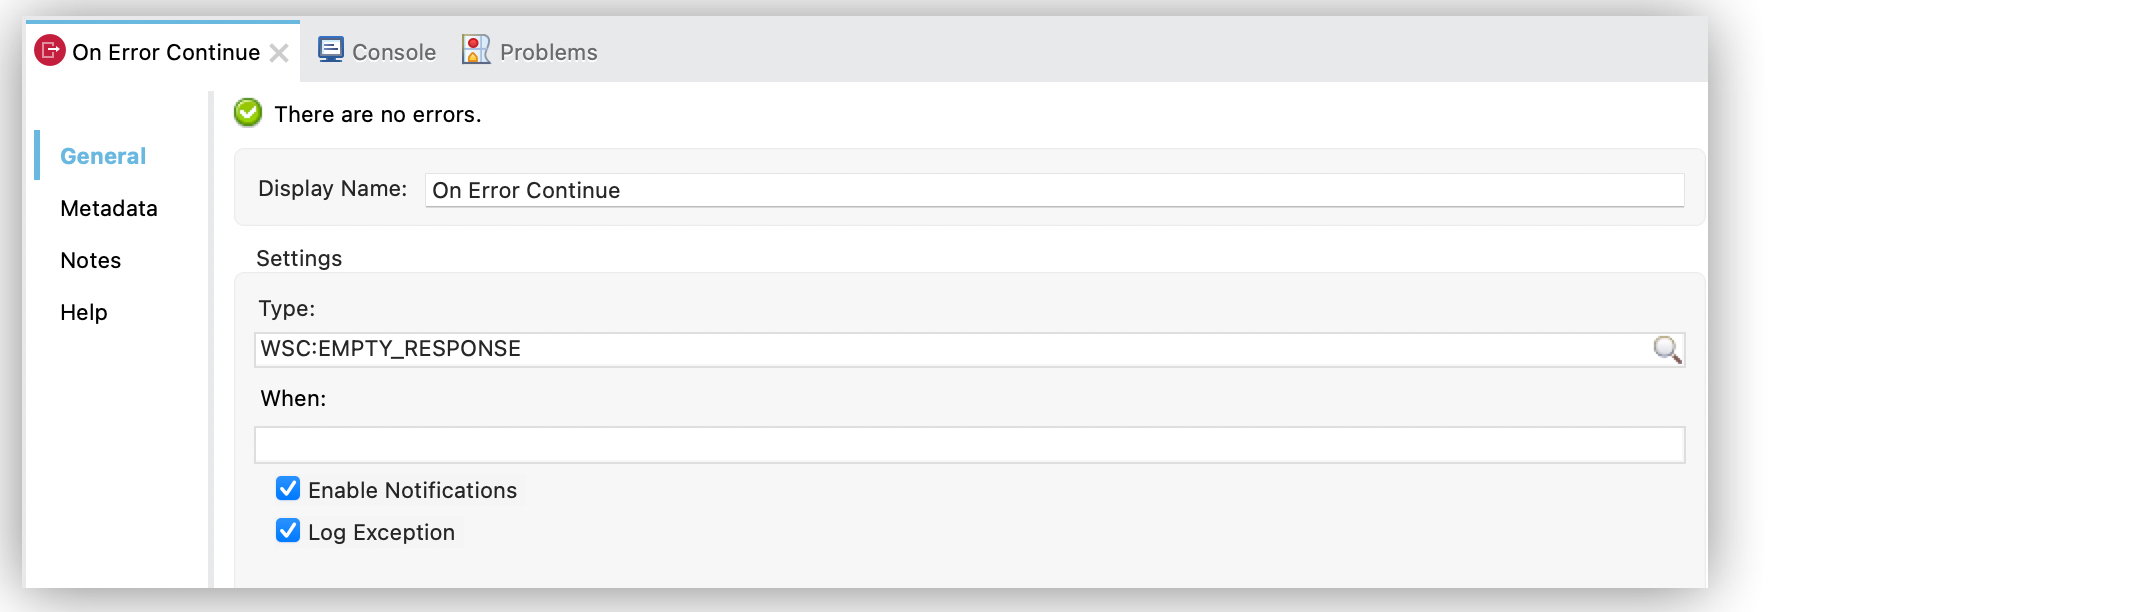 On Error Continue
Console
Problems
There are no errors.
General
Metadata
Notes
Help
Display Name: On Error Continue
Settings
Type:
WSC:EMPTY_RESPONSE
When:
Enable Notifications
Log Exception